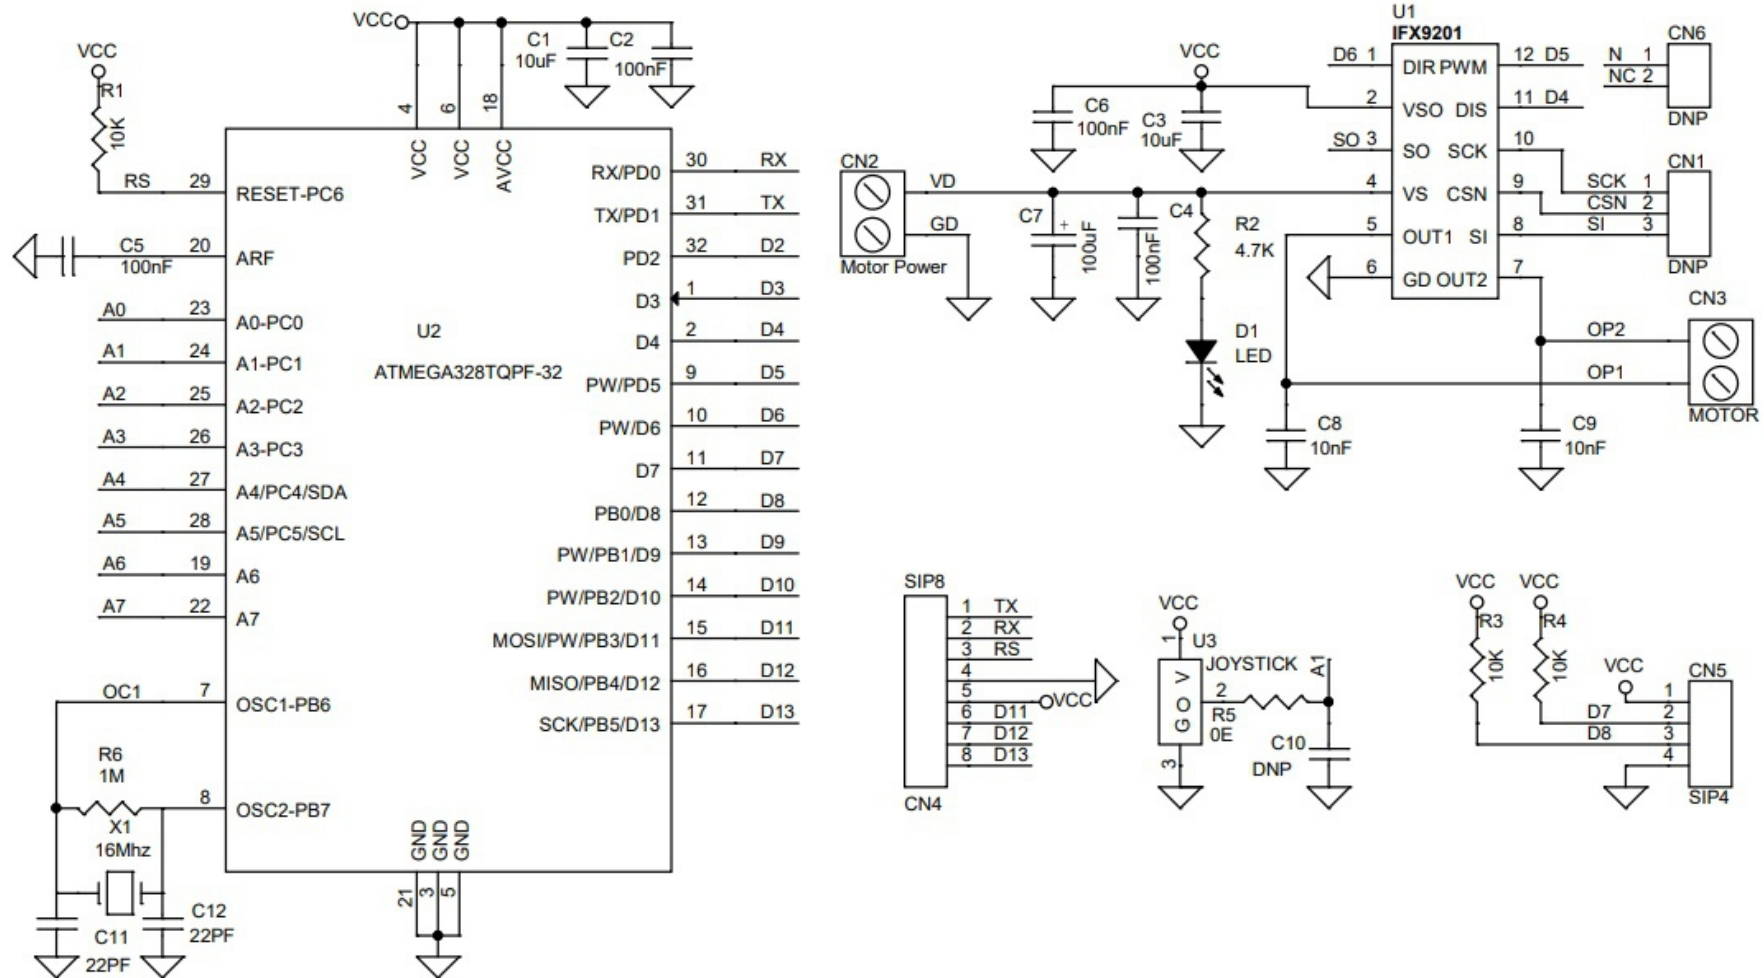 VCC
VCC
R1
10K
RS 29
RESET-PC6
C5
100nF
20
ARF
A0 23 A0-PC0
A1 24 A1-PC1
A2 25 A2-PC2
A3 26 A3-PC3
A4 27 A4/PC4/SDA
A5 28 A5/PC5/SCL
A6 19 A6
A7 22 A7
OC1 7 OSC1-PB6
R6
1M
8 OSC2-PB7
X1
16Mhz
C11
22PF
C12
22PF
4 6 18
VCC VCC AVCC
C1
10uF
C2
100nF
U2
ATMEGA328TQPF-32
RX/PD0 30 RX
TX/PD1 31 TX
PD2 32 D2
D3 1 D3
D4 2 D4
PW/PD5 9 D5
PW/D6 10 D6
D7 11 D7
PB0/D8 12 D8
PW/PB1/D9 13 D9
PW/PB2/D10 14 D10
MOSI/PW/PB3/D11 15 D11
MISO/PB4/D12 16 D12
SCK/PB5/D13 17 D13
GND GND GND
21 3 5
CN2
VD
GD
Motor Power
VCC
C6
100nF
C3
10uF
C7
+
100uF
C4
100nF
R2
4.7K
D1
LED
U1
IFX9201
D6 1 DIR PWM 12 D5
2 VSO DIS 11 D4
SO 3 SO SCK 10
4 VS CSN 9
5 OUT1 SI 8
6 GD OUT2 7
CN6
N 1
NC 2
DNP
CN1
SCK 1
CSN 2
SI 3
DNP
CN3
OP2
OP1
MOTOR
C8
10nF
C9
10nF
SIP8
1 TX
2 RX
3 RS
4
5 VCC
6 D11
7 D12
8 D13
CN4
VCC
1
U3
JOYSTICK
V
O
G
2
R5
0E
3
A1
C10
DNP
VCC VCC
R3 R4
10K 10K
VCC
CN5
1
D7 2
D8 3
4
SIP4